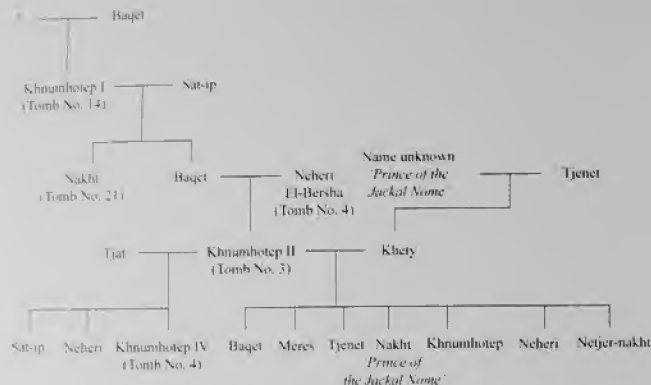 Baqet
Khnumhotep I Sat-ip
(Tomb No. 14)
Nakht Baqet Neheri Name unknown Tjenet
(Tomb No. 21) El-Bersha 'Prince of the
(Tomb No. 4) Jackal Nome'
Tjat Khnumhotep II Khety
(Tomb No. 3)
Sat-ip Neheri Khnumhotep IV Baqet Meres Tjenet Nakht Khnumhotep Neheri Netjer-nakht
(Tomb No. 4) 'Prince of
the Jackal Nome'